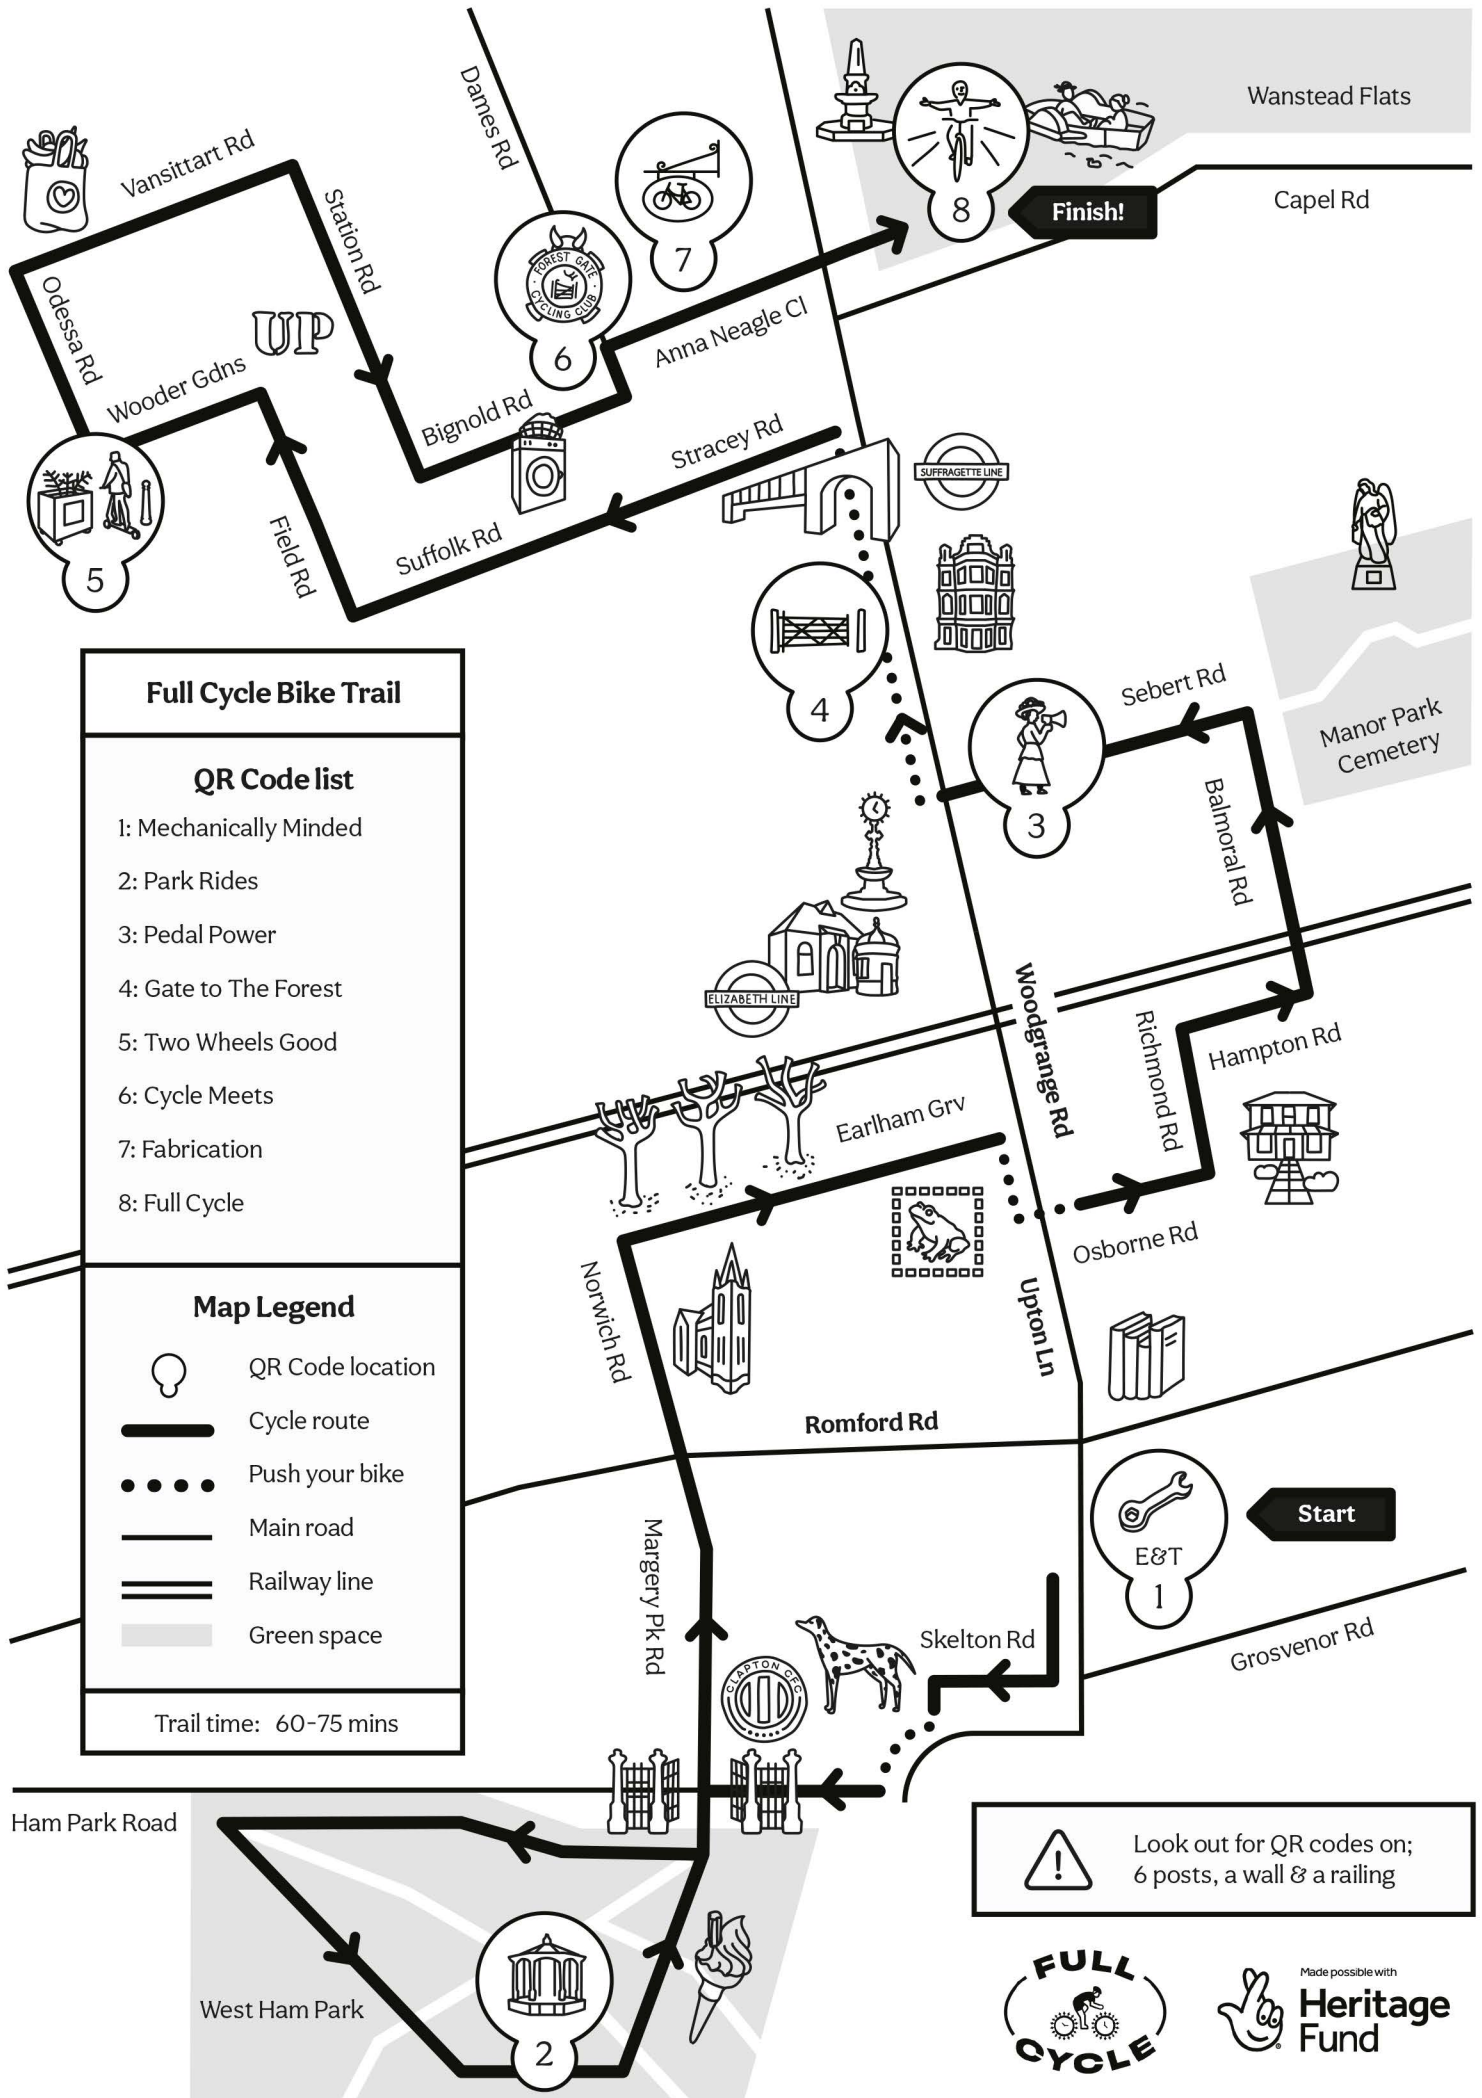 Wanstead Flats
Dames Rd
Vansittart Rd
Capel Rd
8
Finish!
Station Rd
7
FOREST GATE
CYCLING CLUB
6
Odessa Rd
UP
Anna Neagle Cl
Wooder Gdns
Bignold Rd
Stracey Rd
SUFFRAGETTE LINE
Field Rd
Suffolk Rd
5
4
Sebert Rd
Manor Park
Cemetery
3
Balmoral Rd
ELIZABETH LINE
Woodgrange Rd
Richmond Rd
Hampton Rd
Earlham Grv
Osborne Rd
Norwich Rd
Upton Ln
Romford Rd
E&T
1
Start
Margery Pk Rd
Skelton Rd
Grosvenor Rd
CLAPTON CFC
Full Cycle Bike Trail
QR Code list
1: Mechanically Minded
2: Park Rides
3: Pedal Power
4: Gate to The Forest
5: Two Wheels Good
6: Cycle Meets
7: Fabrication
8: Full Cycle
Map Legend
QR Code location
Cycle route
Push your bike
Main road
Railway line
Green space
Trail time: 60-75 mins
Ham Park Road
West Ham Park
2
!
Look out for QR codes on;
6 posts, a wall & a railing
FULL
CYCLE
Made possible with
Heritage
Fund